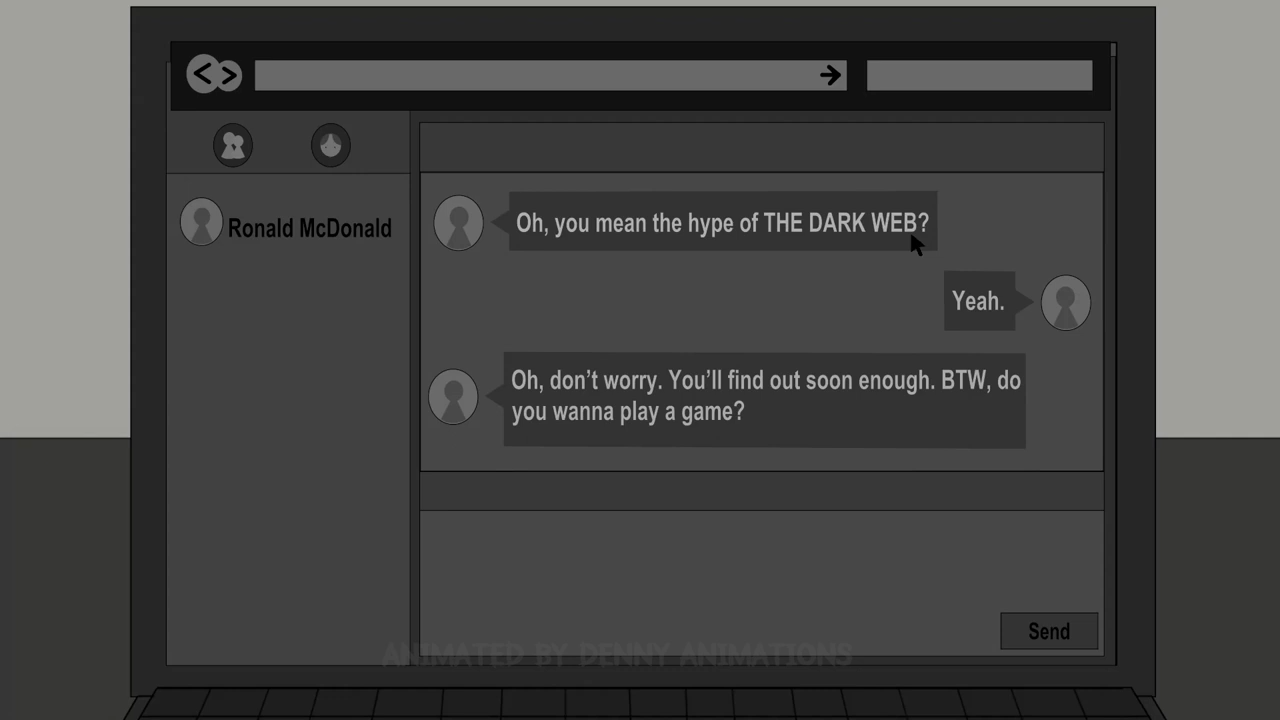 Ronald McDonald
Oh, you mean the hype of THE DARK WEB?
Yeah.
Oh, don’t worry. You’ll find out soon enough. BTW, do
you wanna play a game?
Send
ANIMATED BY DENNY ANIMATIONS